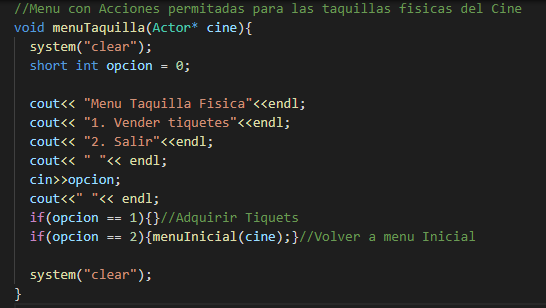 //Menu con Acciones permitadas para las taquillas fisicas del Cine
void menuTaquilla(Actor* cine){
  system("clear");
  short int opcion = 0;

  cout<< "Menu Taquilla Fisica"<<endl;
  cout<< "1. Vender tiquetes"<<endl;
  cout<< "2. Salir"<<endl;
  cout<< " "<< endl;
  cin>>opcion;
  cout<<" "<< endl;
  if(opcion == 1){}//Adquirir Tiquets
  if(opcion == 2){menuInicial(cine);}//Volver a menu Inicial

  system("clear");
}